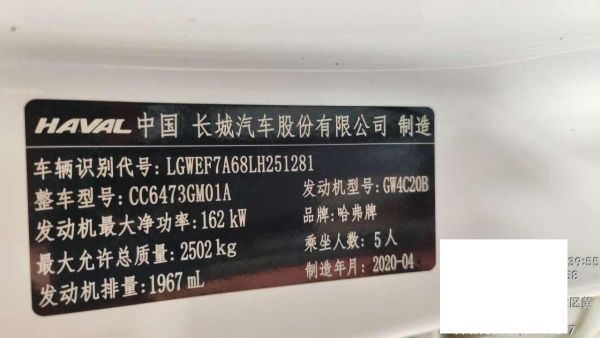 HAVAL 中国 长城汽车股份有限公司 制造
车辆识别代号: LGWEF7A68LH251281
整车型号: CC6473GM01A 发动机型号: GW4C20B
发动机最大净功率: 162 kW 品牌: 哈弗牌
最大允许总质量: 2502 kg 乘坐人数: 5 人
发动机排量: 1967 mL 制造年月: 2020-04
39:55